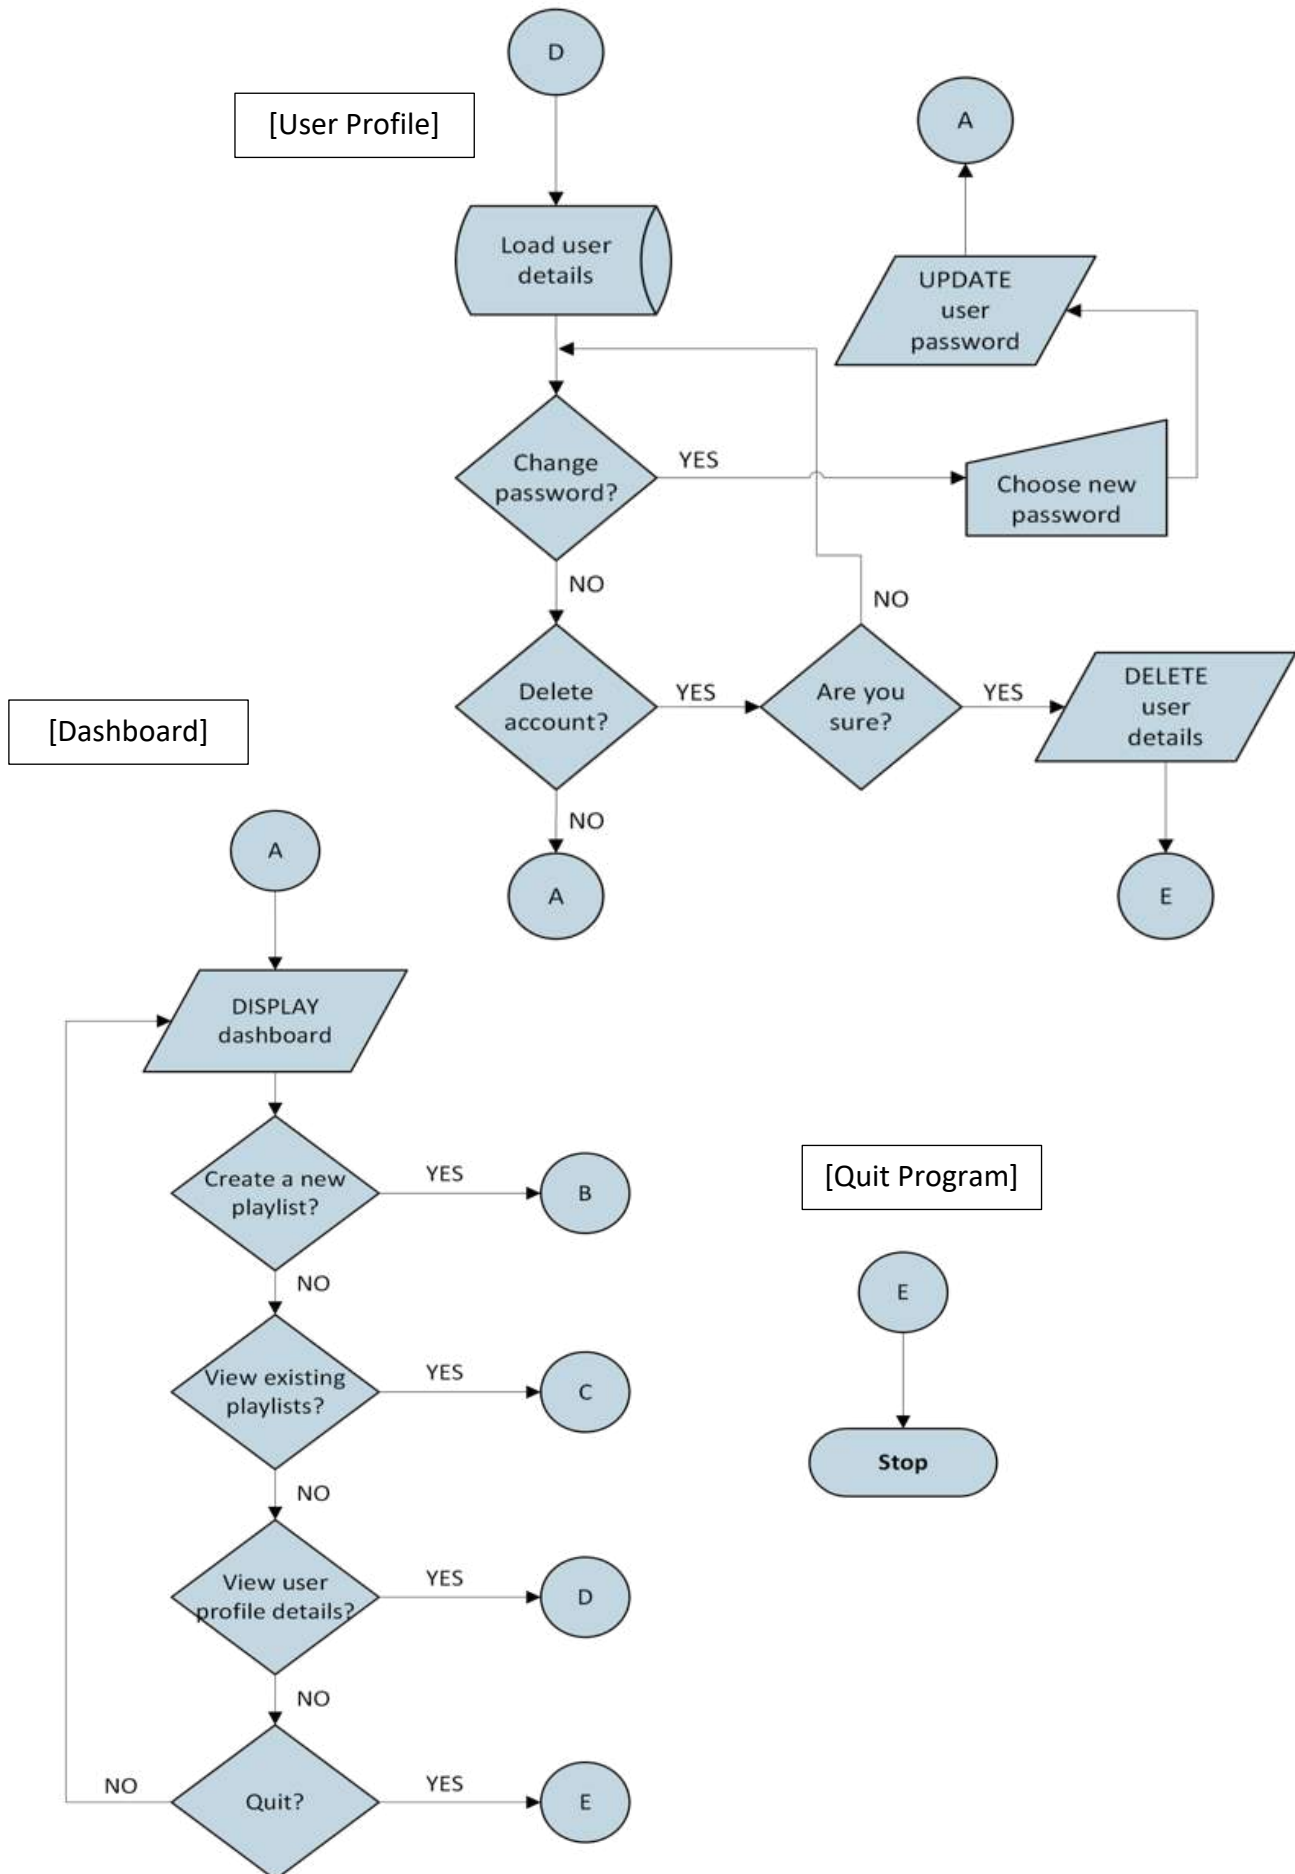 D
[User Profile]
A
Load user
details
UPDATE
user
password
Change
password?
YES
Choose new
password
NO
NO
Delete
account?
YES
Are you
sure?
YES
DELETE
user
details
NO
A
E
[Dashboard]
A
DISPLAY
dashboard
Create a new
playlist?
YES
B
NO
View existing
playlists?
YES
C
NO
View user
profile details?
YES
D
NO
Quit?
NO
YES
E
[Quit Program]
E
Stop